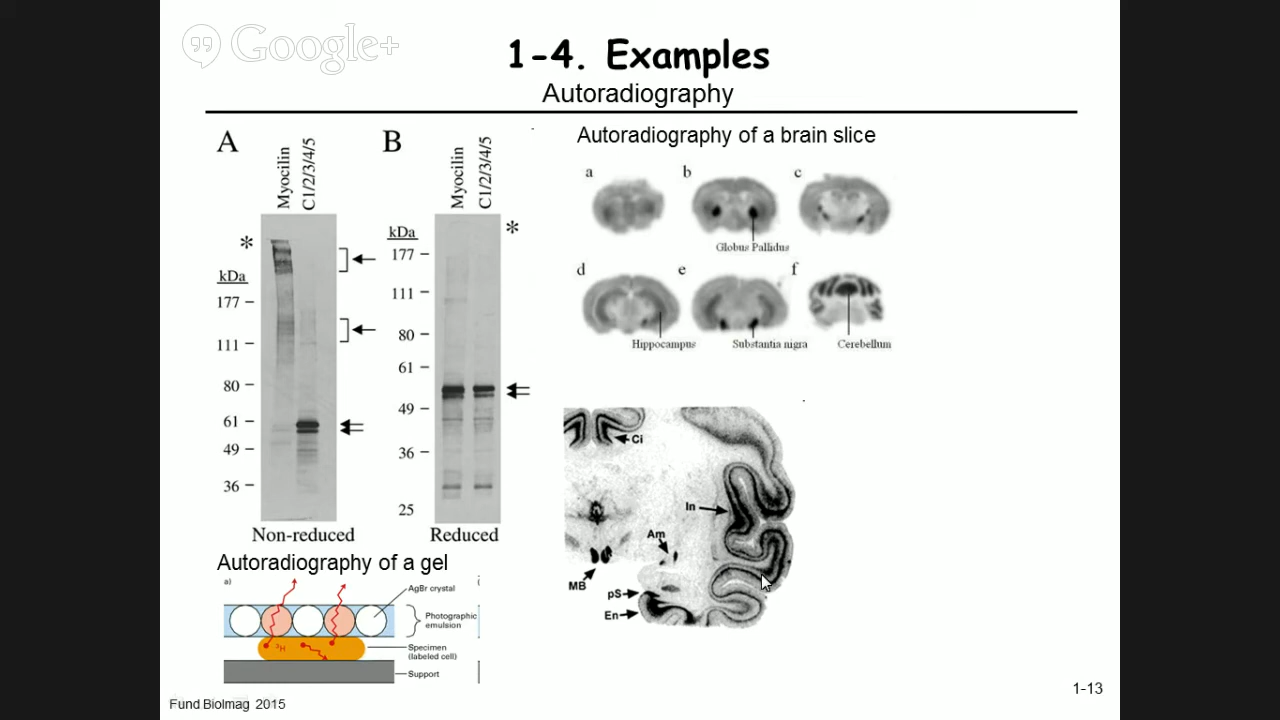 Google+
1-4. Examples
Autoradiography
A
Myocilin
C1/2/3/4/5
*
kDa
177
111
80
61
49
36
Non-reduced
B
Myocilin
C1/2/3/4/5
*
kDa
177
111
80
61
49
36
25
Reduced
Autoradiography of a gel
a)
AgBr crystal
Photographic
emulsion
³H
Specimen
(labeled cell)
Support
Autoradiography of a brain slice
a
b
c
Globus Pallidus
d
e
f
Hippocampus
Substantia nigra
Cerebellum
Ci
In
Am
MB
pS
En
1-13
Fund BioImag 2015